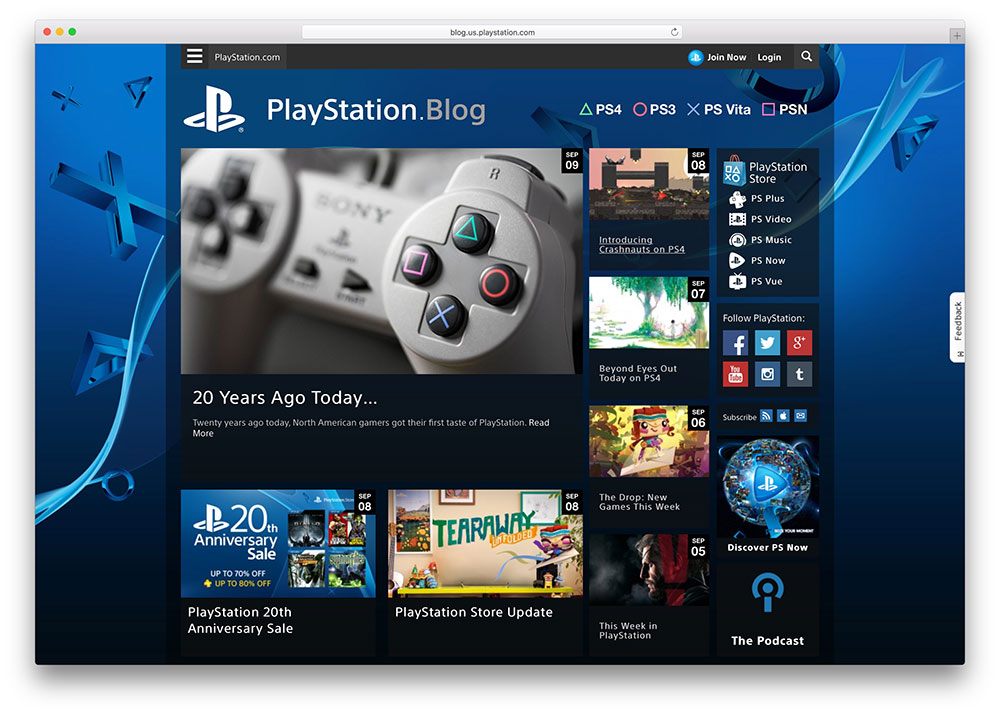 blog.us.playstation.com
PlayStation.com
Join Now
Login
PlayStation.Blog
PS4
PS3
PS Vita
PSN
SEP
09
R
SONY
20 Years Ago Today...
Twenty years ago today, North American gamers got their first taste of PlayStation. Read
More
SEP
08
20th
Anniversary
Sale
UP TO 70% OFF
UP TO 80% OFF
PlayStation 20th
Anniversary Sale
SEP
08
TEARAWAY
UNFOLDED
PlayStation Store Update
SEP
08
Introducing
Crashnauts on PS4
SEP
07
Beyond Eyes Out
Today on PS4
SEP
06
The Drop: New
Games This Week
SEP
05
This Week in
PlayStation
PlayStation
Store
PS Plus
PS Video
PS Music
PS Now
PS Vue
Follow PlayStation:
You
Tube
Subscribe
Discover PS Now
The Podcast
Feedback